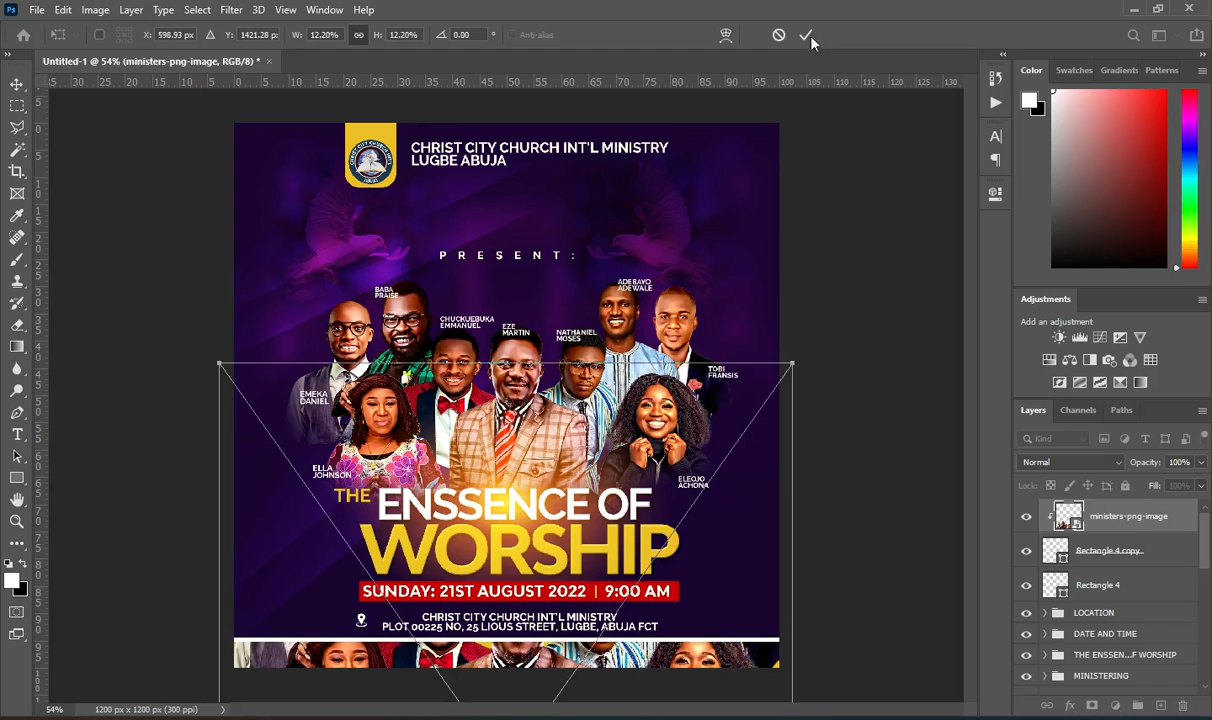 Ps File Edit Image Layer Type Select Filter 3D View Window Help
X: 598.93 px Y: 1421.28 px W: 12.20% H: 12.20% 0.00 ° Anti-alias
Untitled-1 @ 54% (ministers-png-image, RGB/8) * ×
CHRIST CITY CHURCH INT'L MINISTRY
LUGBE ABUJA
PRESENT:
BABA
PRAISE
ADEBAYO
ADEWALE
CHUCKUEBUKA
EMMANUEL
EZE
MARTIN
NATHANIEL
MOSES
TOBI
FRANSIS
EMEKA
DANIEL
ELLA
JOHNSON
ELEOJO
ACHONA
THE ENSSENCE OF
WORSHIP
SUNDAY: 21ST AUGUST 2022 | 9:00 AM
CHRIST CITY CHURCH INT'L MINISTRY
PLOT 00225 NO, 25 LIOUS STREET, LUGBE, ABUJA FCT
54% 1200 px x 1200 px (300 ppi)
Color Swatches Gradients Patterns
Adjustments
Add an adjustment
Layers Channels Paths
Kind
Normal Opacity: 100%
Lock: Fill: 100%
ministers-png-image
Rectangle 4 copy
Rectangle 4
LOCATION
DATE AND TIME
THE ENSSEN...F WORSHIP
MINISTERING